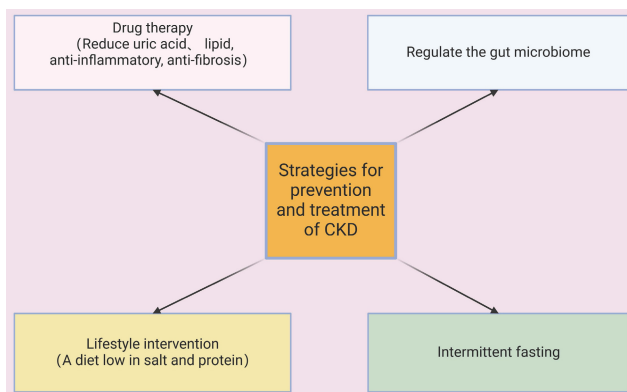 Drug therapy
(Reduce uric acid、 lipid,
anti-inflammatory, anti-fibrosis)
Regulate the gut microbiome
Strategies for
prevention
and treatment
of CKD
Lifestyle intervention
(A diet low in salt and protein)
Intermittent fasting